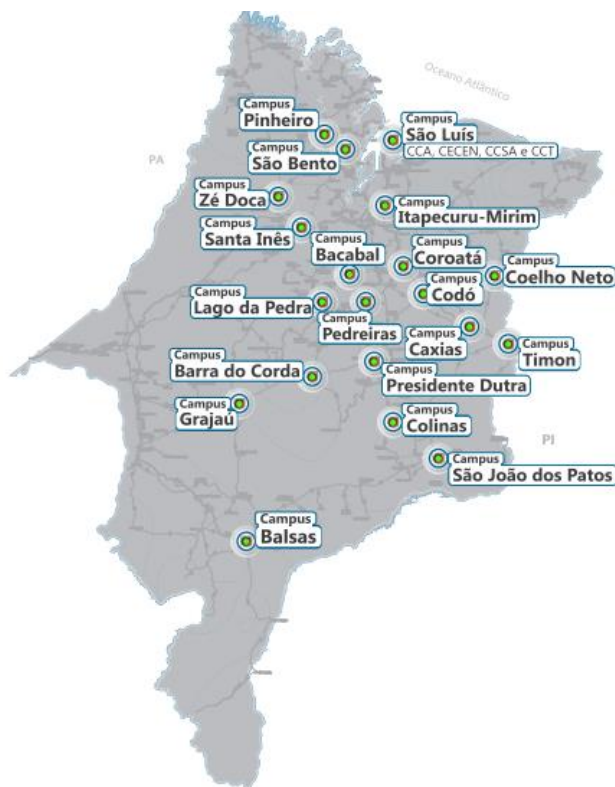 Oceano Atlântico
Campus
Pinheiro
Campus
São Luís
CCA, CECEN, CCSA e CCT
Campus
São Bento
PA
Campus
Zé Doca
Campus
Itapecuru-Mirim
Campus
Santa Inês
Campus
Bacabal
Campus
Coroatá
Campus
Coelho Neto
Campus
Codó
Campus
Lago da Pedra
Campus
Pedreiras
Campus
Caxias
Campus
Timon
Campus
Barra do Corda
Campus
Presidente Dutra
Campus
Grajaú
Campus
Colinas
PI
Campus
São João dos Patos
Campus
Balsas